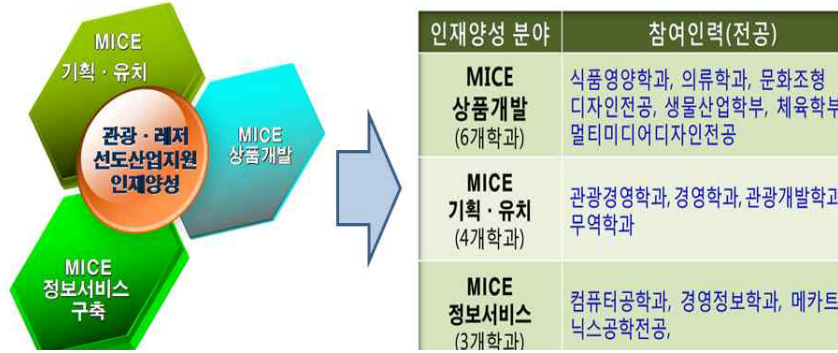 MICE
기획 · 유치
관광 · 레저
선도산업지원
인재양성
MICE
상품개발
MICE
정보서비스
구축
인재양성 분야
참여인력(전공)
MICE
상품개발
(6개학과)
식품영양학과, 의류학과, 문화조형
디자인전공, 생물산업학부, 체육학부
멀티미디어디자인전공
MICE
기획 · 유치
(4개학과)
관광경영학과, 경영학과, 관광개발학과
무역학과
MICE
정보서비스
(3개학과)
컴퓨터공학과, 경영정보학과, 메카트
닉스공학전공,